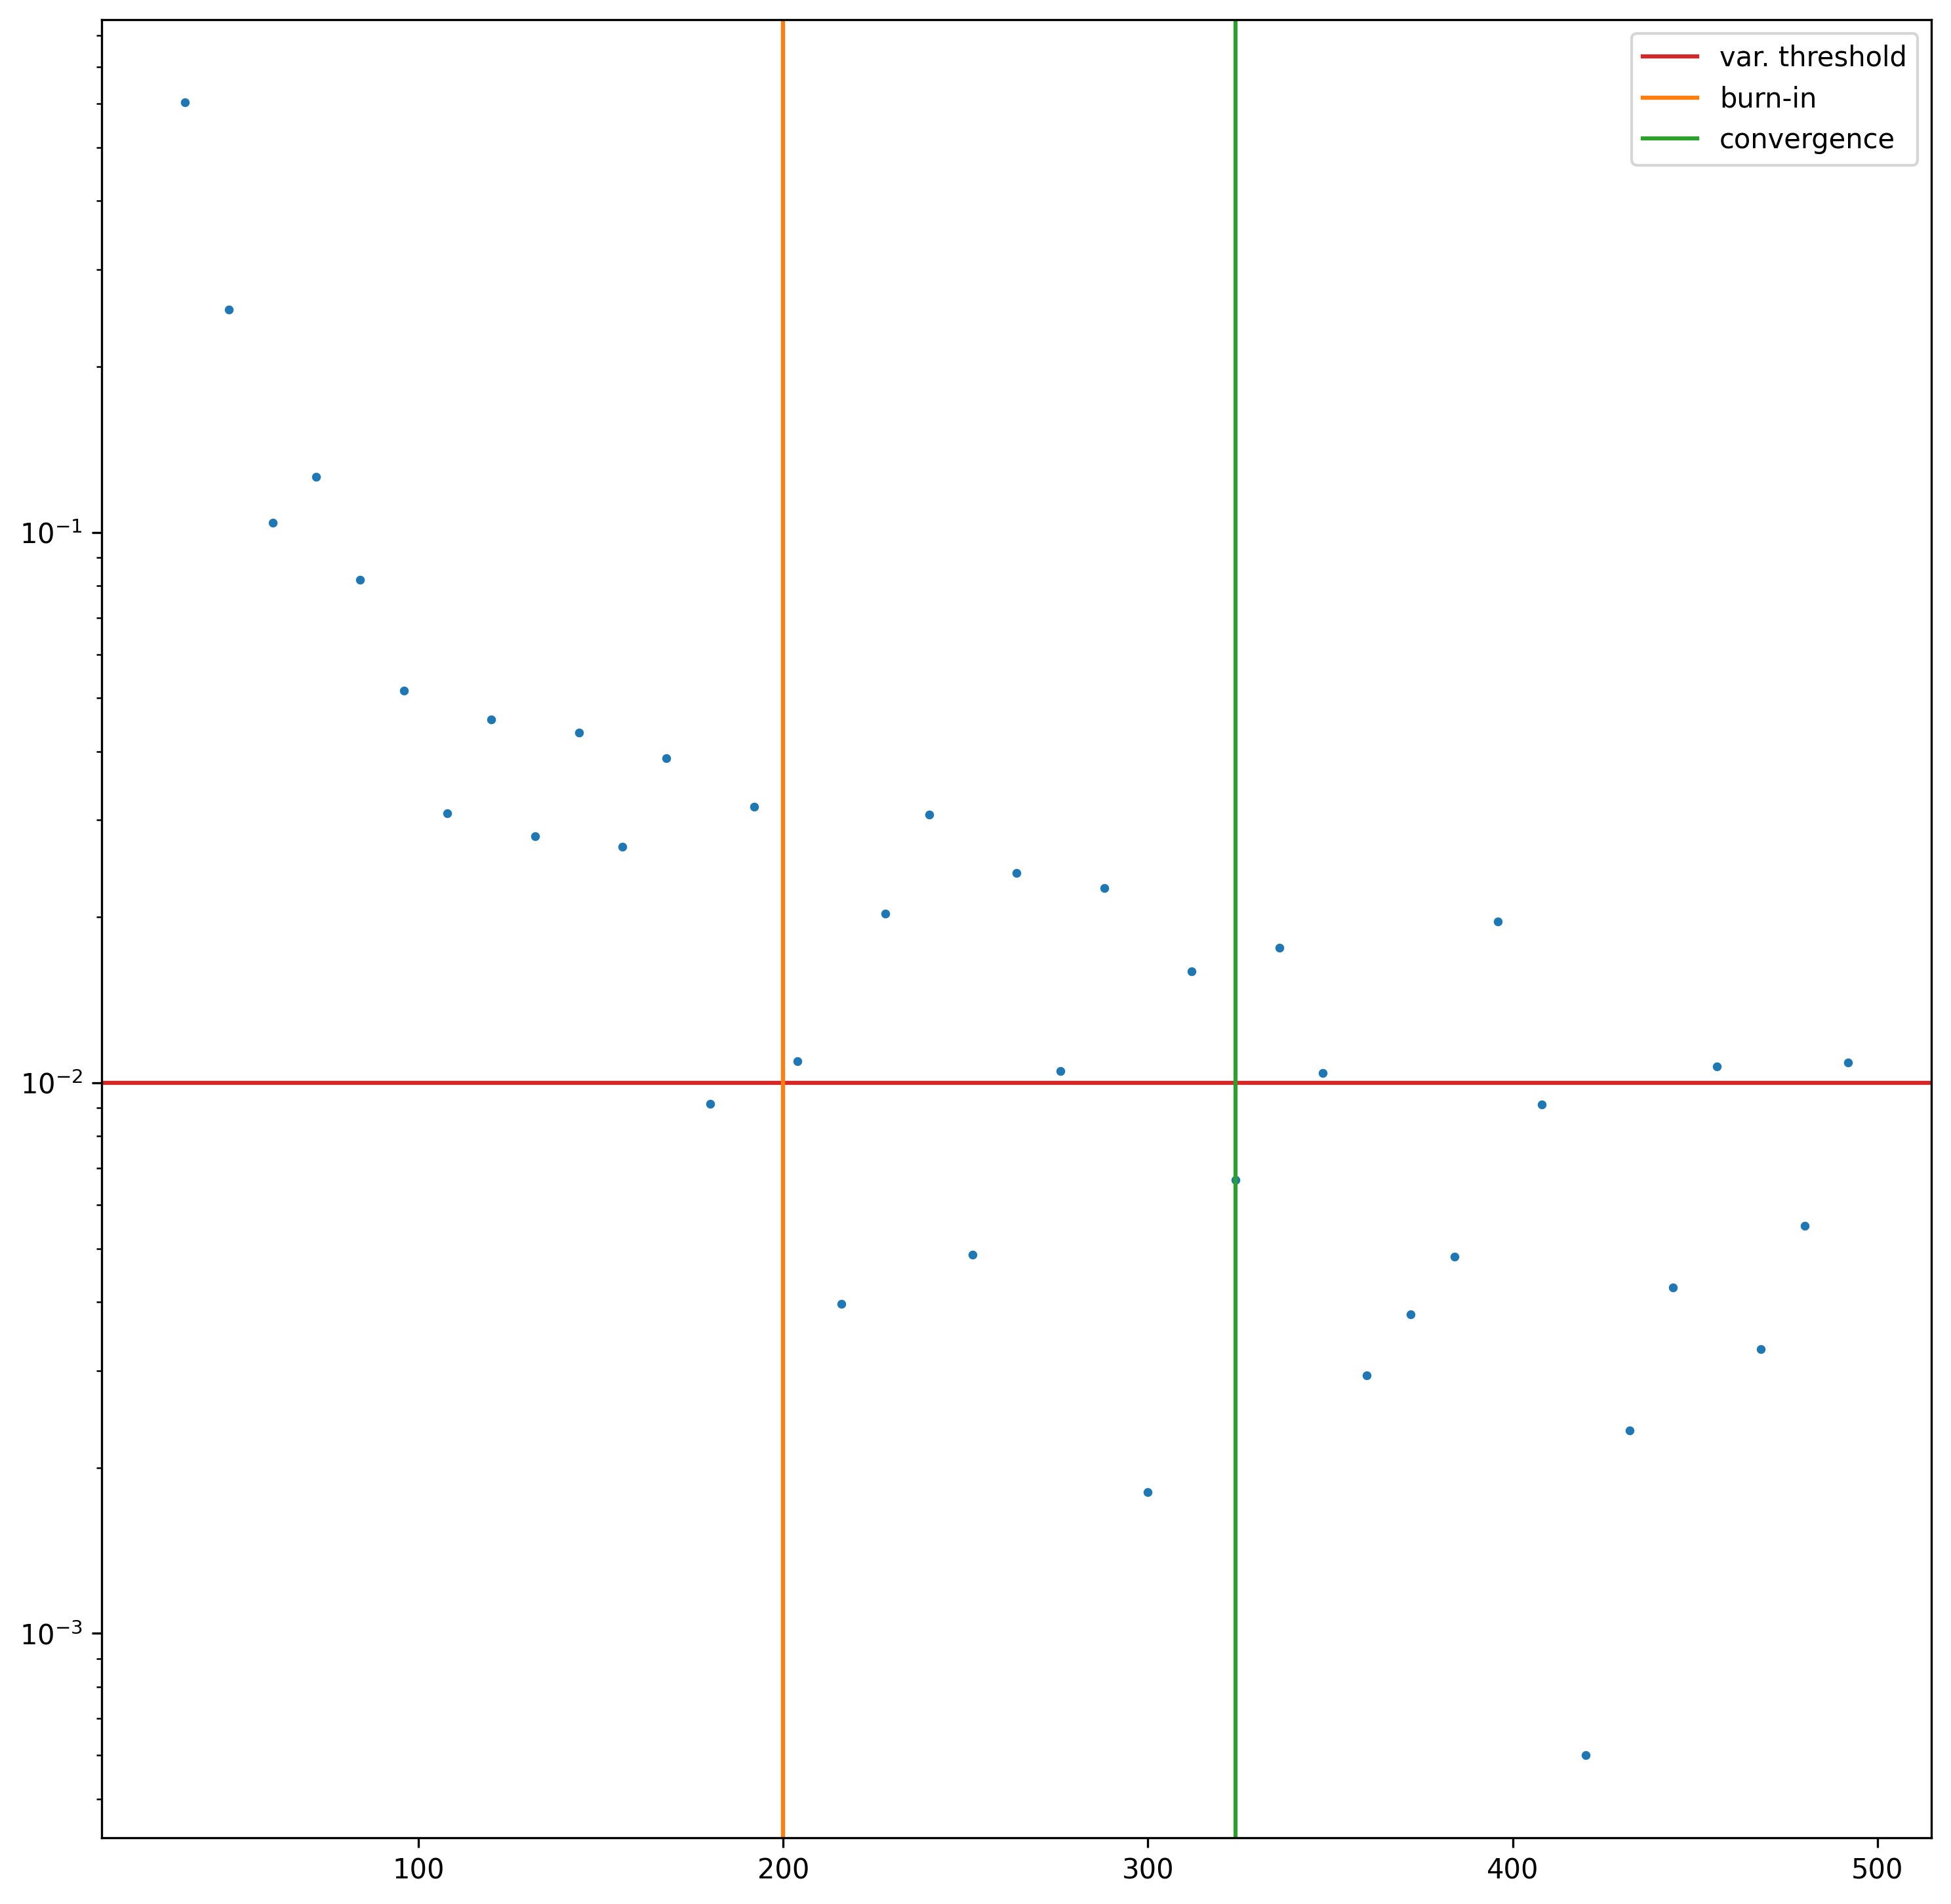 var. threshold
burn-in
convergence
10⁻¹
10⁻²
10⁻³
100 200 300 400 500